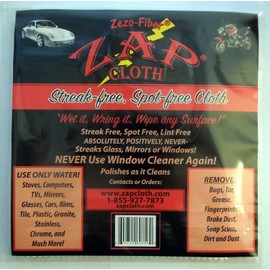 Zezo-Fiber®
ZAP
CLOTH
Streak-free, Spot-free Cloth
"Wet it, Wring it, Wipe any Surface!"
Streak Free, Spot Free, Lint Free
ABSOLUTELY, POSITIVELY, NEVER-
Streaks Glass, Mirrors or Windows!
NEVER Use Window Cleaner Again!
Polishes as it Cleans
Contacts or Orders:
www.zapcloth.com
1-855-927-7873
USE ONLY WATER!
Stoves, Computers,
TVs, Mirrors,
Glasses, Cars, Rims,
Tile, Plastic, Granite,
Stainless,
Chrome, and
Much More!
REMOVES
Bugs, Tar,
Grease,
Fingerprints,
Brake Dust,
Soap Scuss,
Dirt and Dust
www.zapcloth.com